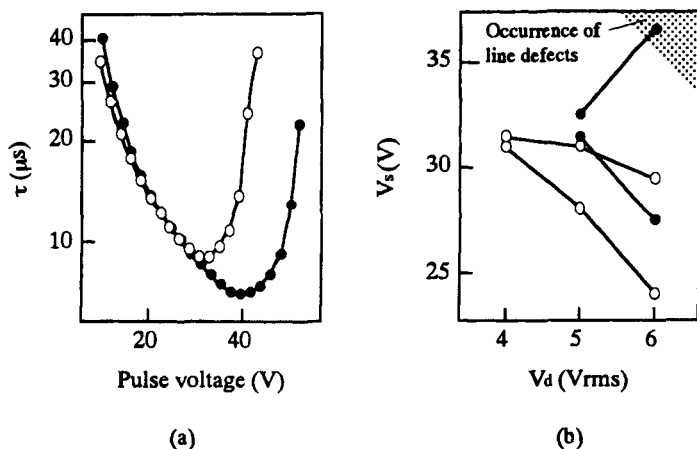 40
30
20
10
τ (μs)
20
40
Pulse voltage (V)
(a)
Occurrence of
line defects
35
31
25
Vs (V)
4
5
6
Vd (Vrms)
(b)